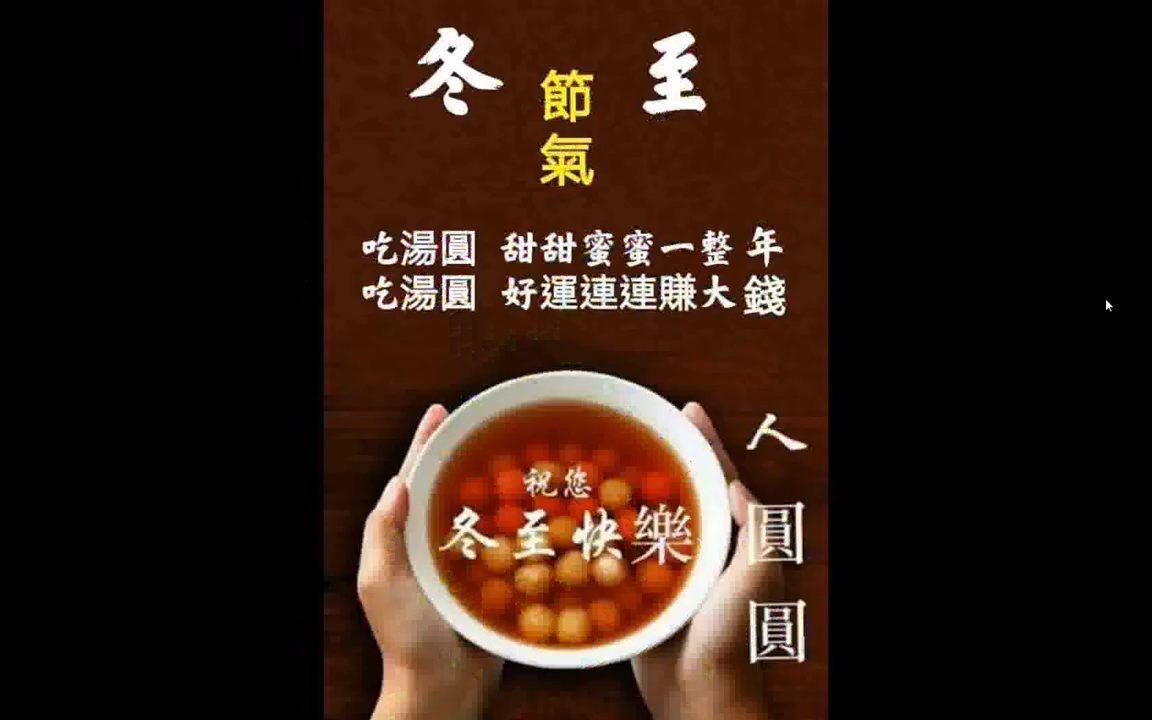 冬至
節氣
吃湯圓 甜甜蜜蜜一整年
吃湯圓 好運連連賺大錢
祝您
冬至快樂
人圓圓